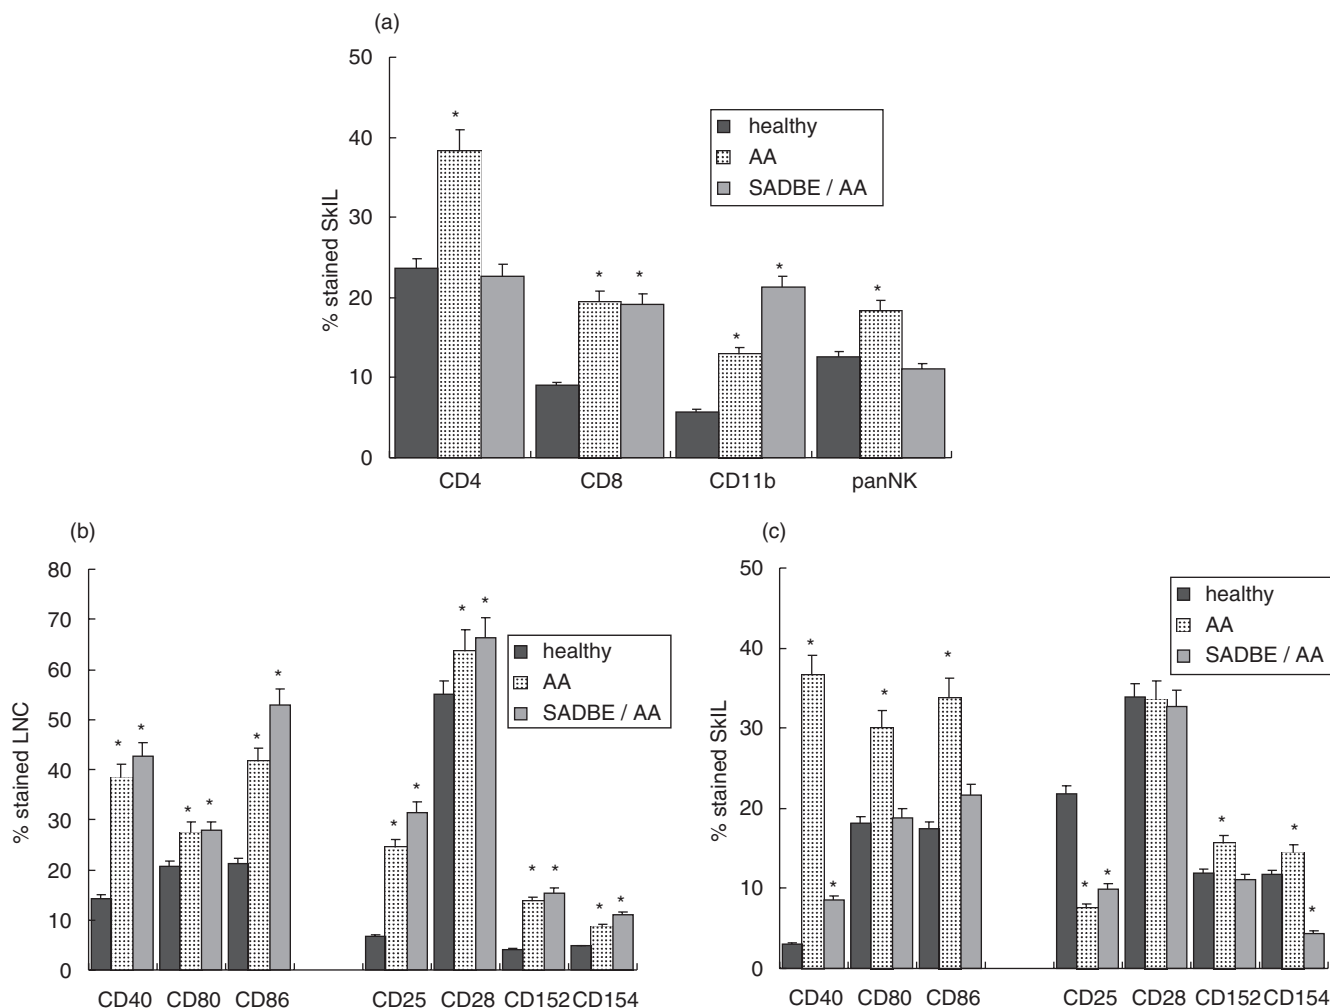 (a)
50
40
30
20
10
0
% stained SkIL
*
* *
*
*
*
healthy
AA
SADBE / AA
CD4 CD8 CD11b panNK
(b)
80
70
60
50
40
30
20
10
0
% stained LNC
* *
* *
* *
* *
* *
* *
* *
healthy
AA
SADBE / AA
CD40 CD80 CD86 CD25 CD28 CD152 CD154
(c)
50
40
30
20
10
0
% stained SkIL
* *
*
*
* *
*
* *
healthy
AA
SADBE / AA
CD40 CD80 CD86 CD25 CD28 CD152 CD154